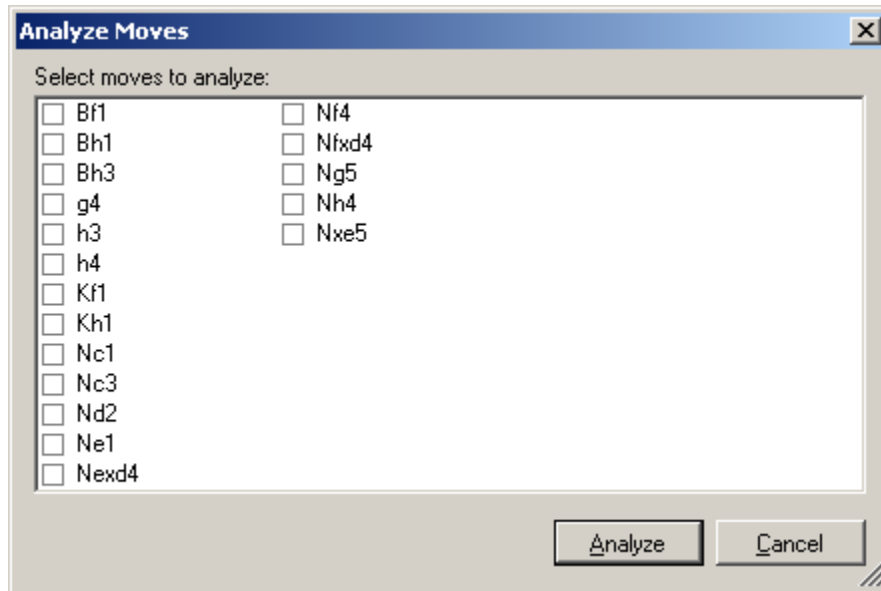 Analyze Moves
Select moves to analyze:
Bf1
Bh1
Bh3
g4
h3
h4
Kf1
Kh1
Nc1
Nc3
Nd2
Ne1
Nexd4
Nf4
Nfxd4
Ng5
Nh4
Nxe5
Analyze
Cancel